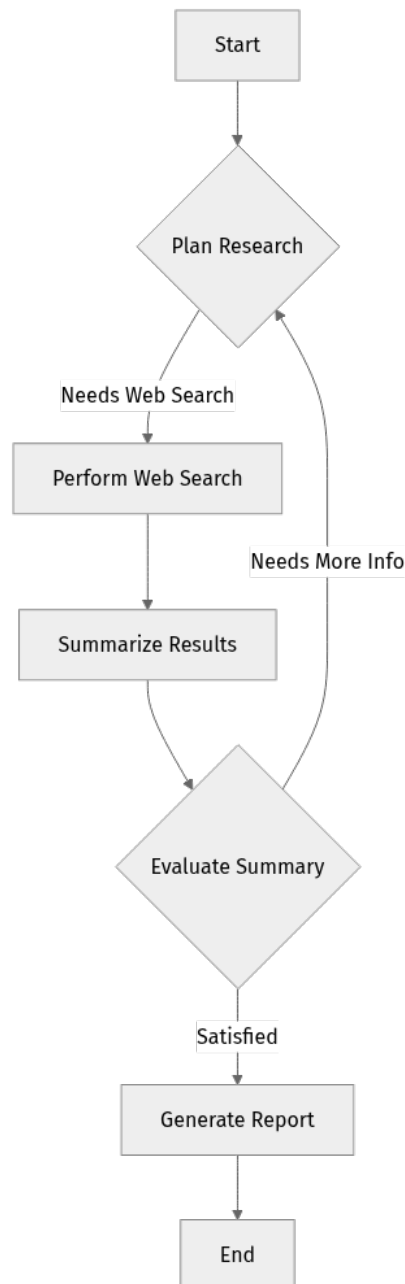 Start
Plan Research
Needs Web Search
Perform Web Search
Needs More Info
Summarize Results
Evaluate Summary
Satisfied
Generate Report
End